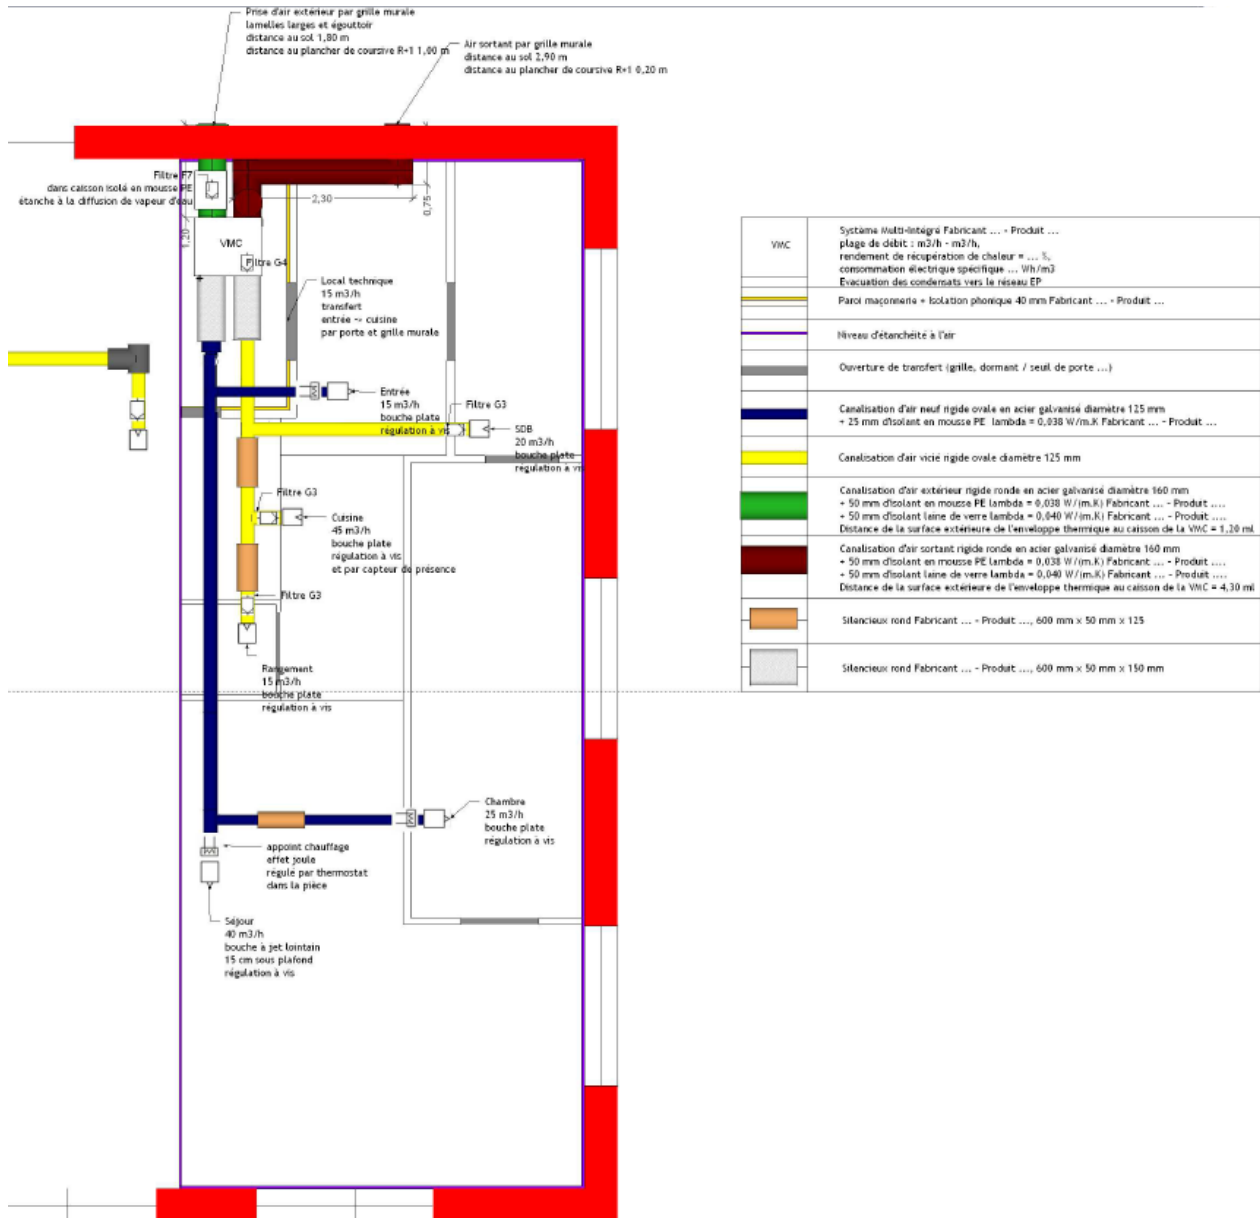 Prise d'air extérieur par grille murale
lamelles larges et égouttoir
distance au sol 1,80 m
distance au plancher de coursive R+1 1,00 m
Air sortant par grille murale
distance au sol 2,90 m
distance au plancher de coursive R+1 0,20 m
Filtre F7
dans caisson isolé en mousse PE
étanche à la diffusion de vapeur d'eau
2,30
0,75
1,20
VMC
Filtre G4
Local technique
15 m3/h
transfert
entrée -> cuisine
par porte et grille murale
Entrée
15 m3/h
bouche plate
régulation à vis
Filtre G3
SDB
20 m3/h
bouche plate
régulation à vis
Filtre G3
Cuisine
45 m3/h
bouche plate
régulation à vis
et par capteur de présence
Filtre G3
Rangement
15 m3/h
bouche plate
régulation à vis
Chambre
25 m3/h
bouche plate
régulation à vis
appoint chauffage
effet joule
régulé par thermostat
dans la pièce
Séjour
40 m3/h
bouche à jet lointain
15 cm sous plafond
régulation à vis
VMC
Système Multi-Intégré Fabricant ... - Produit ...
plage de débit : m3/h - m3/h,
rendement de récupération de chaleur = ... %,
consommation électrique spécifique ... Wh/m3
Evacuation des condensats vers le réseau EP
Paroi maçonnerie + Isolation phonique 40 mm Fabricant ... - Produit ...
Niveau d'étanchéité à l'air
Ouverture de transfert (grille, dormant / seuil de porte ...)
Canalisation d'air neuf rigide ovale en acier galvanisé diamètre 125 mm
+ 25 mm d'isolant en mousse PE lambda = 0,038 W/m.K Fabricant ... - Produit ...
Canalisation d'air vicié rigide ovale diamètre 125 mm
Canalisation d'air extérieur rigide ronde en acier galvanisé diamètre 160 mm
+ 50 mm d'isolant en mousse PE lambda = 0,038 W/(m.K) Fabricant ... - Produit ....
+ 50 mm d'isolant laine de verre lambda = 0,040 W/(m.K) Fabricant ... - Produit ....
Distance de la surface extérieure de l'enveloppe thermique au caisson de la VMC = 1,20 ml
Canalisation d'air sortant rigide ronde en acier galvanisé diamètre 160 mm
+ 50 mm d'isolant en mousse PE lambda = 0,038 W/(m.K) Fabricant ... - Produit ....
+ 50 mm d'isolant laine de verre lambda = 0,040 W/(m.K) Fabricant ... - Produit ....
Distance de la surface extérieure de l'enveloppe thermique au caisson de la VMC = 4,30 ml
Silencieux rond Fabricant ... - Produit ..., 600 mm x 50 mm x 125
Silencieux rond Fabricant ... - Produit ..., 600 mm x 50 mm x 150 mm